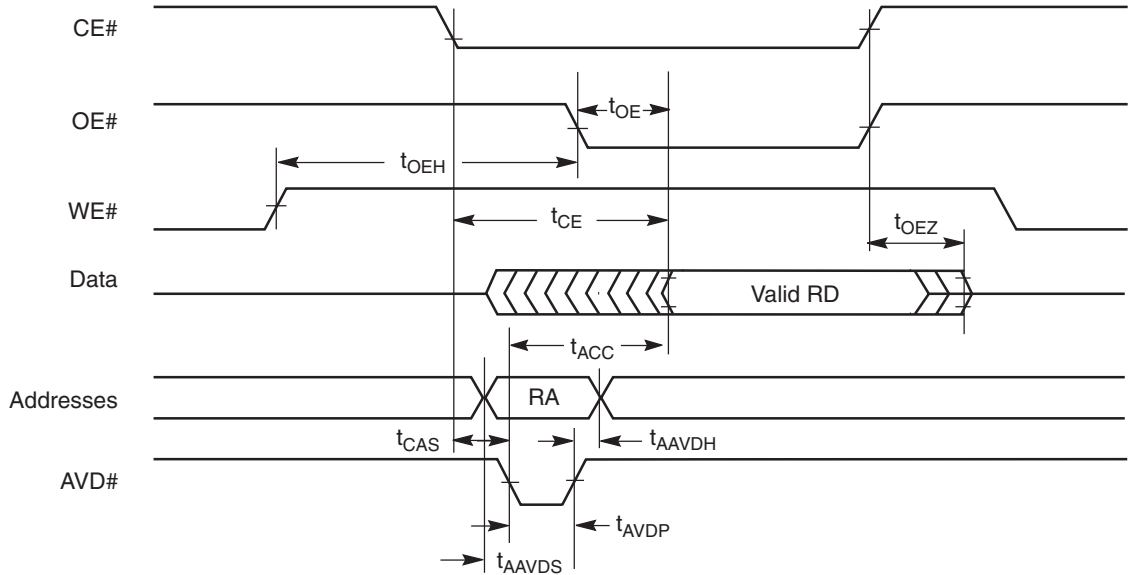 CE#
OE#
tOE
tOEH
WE#
tCE
tOEZ
Data
Valid RD
tACC
Addresses
RA
tCAS
tAAVDH
AVD#
tAVDP
tAAVDS